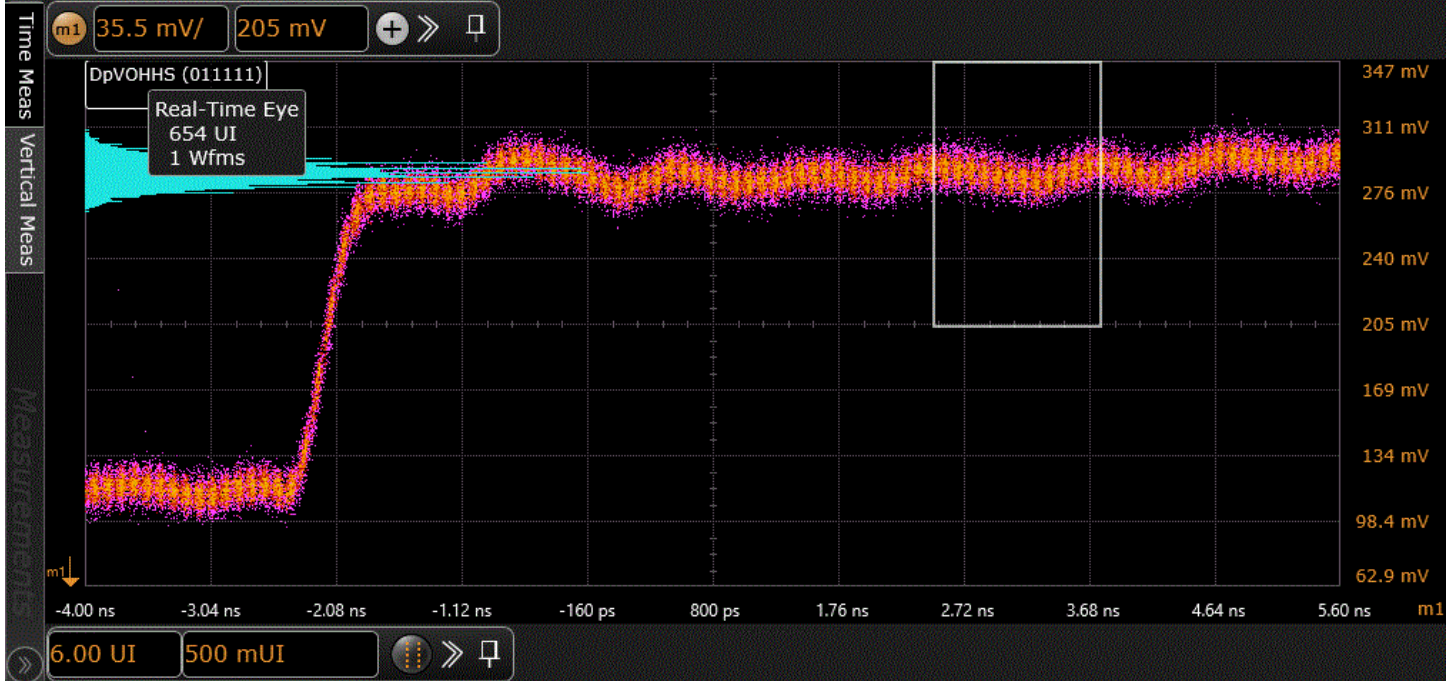 m1 35.5 mV/ 205 mV
Time Meas
Vertical Meas
Measurements
DpVOHHS (011111)
Real-Time Eye
654 UI
1 Wfms
347 mV
311 mV
276 mV
240 mV
205 mV
169 mV
134 mV
98.4 mV
62.9 mV
m1
-4.00 ns -3.04 ns -2.08 ns -1.12 ns -160 ps 800 ps 1.76 ns 2.72 ns 3.68 ns 4.64 ns 5.60 ns m1
6.00 UI 500 mUI